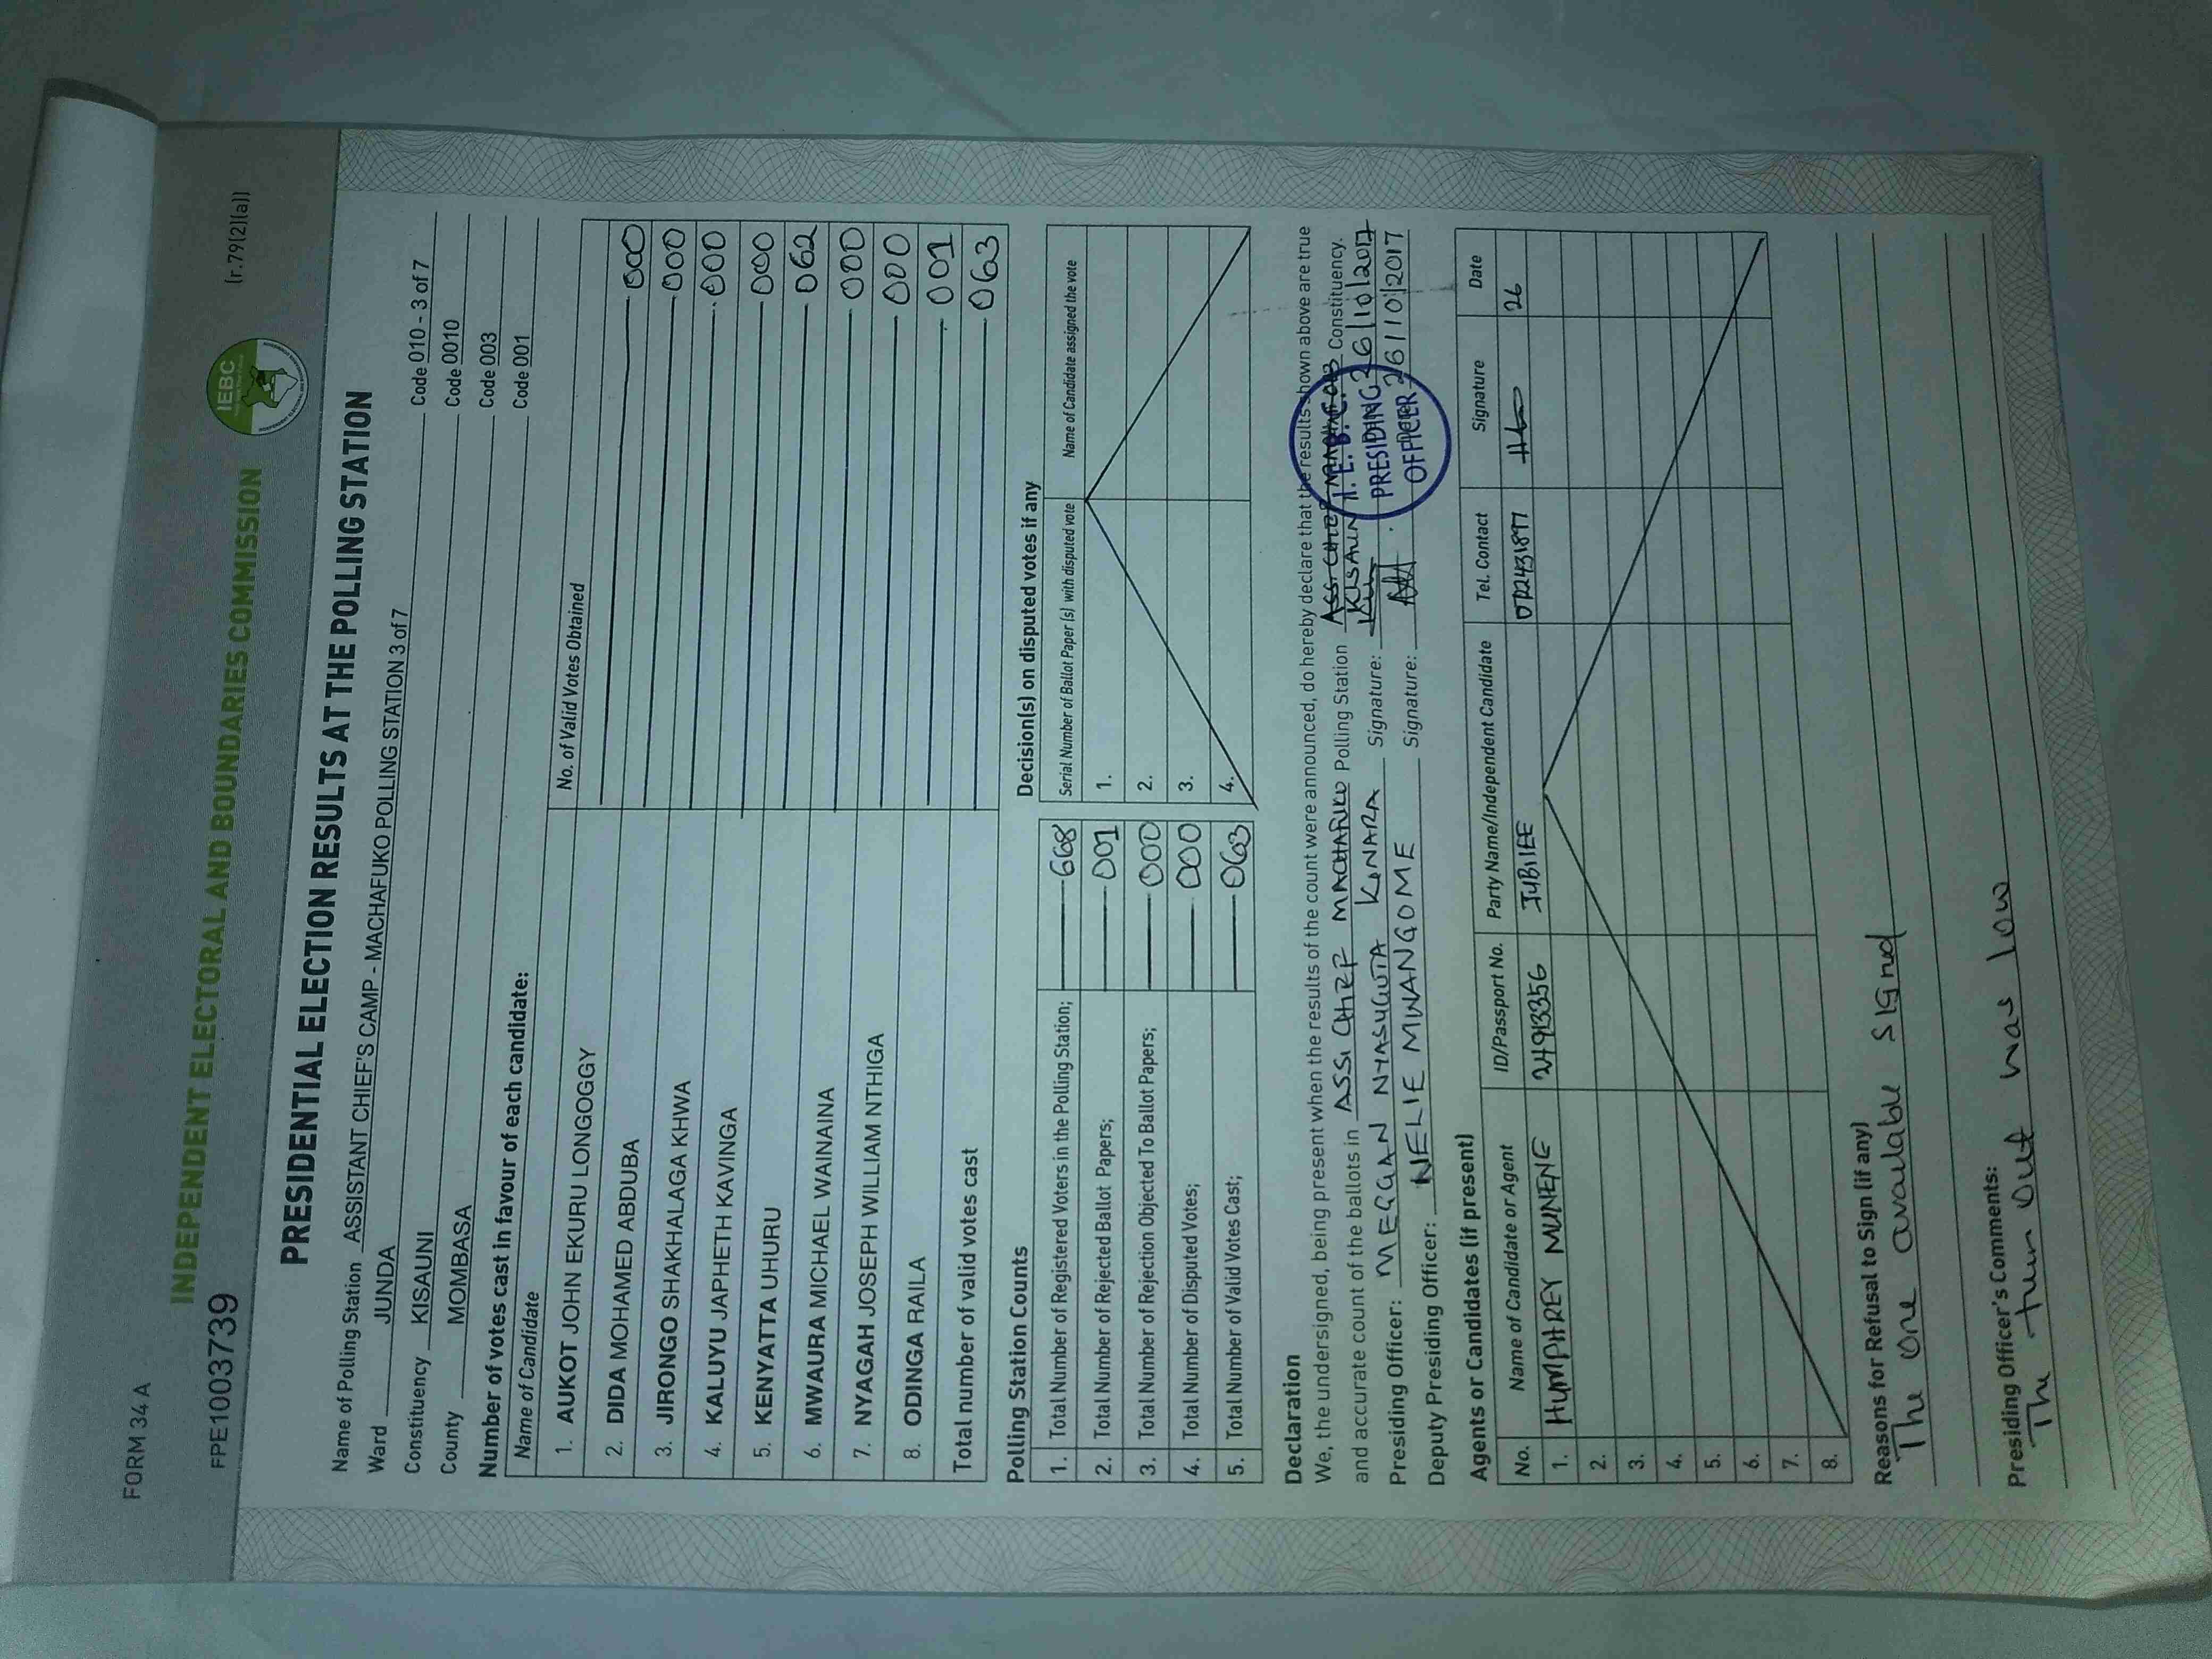 FORM 34 A
INDEPENDENT ELECTORAL AND BOUNDARIES COMMISSION
IEBC
(r.79(2)(a))
FPE1003739
PRESIDENTIAL ELECTION RESULTS AT THE POLLING STATION
Name of Polling Station ASSISTANT CHIEF'S CAMP - MACHAFUKO POLLING STATION 3 of 7 Code 010 - 3 of 7
Ward JUNDA Code 0010
Constituency KISAUNI Code 003
County MOMBASA Code 001
Number of votes cast in favour of each candidate:
Name of Candidate No. of Valid Votes Obtained
1. AUKOT JOHN EKURU LONGOGGY 000
2. DIDA MOHAMED ABDUBA 000
3. JIRONGO SHAKHALAGA KHWA 000
4. KALUYU JAPHETH KAVINGA 000
5. KENYATTA UHURU 062
6. MWAURA MICHAEL WAINAINA 000
7. NYAGAH JOSEPH WILLIAM NTHIGA 000
8. ODINGA RAILA 001
Total number of valid votes cast 063
Polling Station Counts
1. Total Number of Registered Voters in the Polling Station; 668
2. Total Number of Rejected Ballot Papers; 001
3. Total Number of Rejection Objected To Ballot Papers; 000
4. Total Number of Disputed Votes; 000
5. Total Number of Valid Votes Cast; 063
Decision(s) on disputed votes if any
Serial Number of Ballot Paper (s) with disputed vote Name of Candidate assigned the vote
1.
2.
3.
4.
Declaration
We, the undersigned, being present when the results of the count were announced, do hereby declare that the results shown above are true
and accurate count of the ballots in ASSI CHIEF MACHAFUKO Polling Station KISAUNI Constituency.
Presiding Officer: MEGGAN NYASUGUTA KINARA Signature: 26/10/2017
Deputy Presiding Officer: NELIE MWANGOME Signature: 26/10/2017
I.E.B.C.
PRESIDING
OFFICER
Agents or Candidates (if present)
No. Name of Candidate or Agent ID/Passport No. Party Name/Independent Candidate Tel. Contact Signature Date
1. HUMPHREY MUNENE 24913356 JUBILEE 0724431897 26
2.
3.
4.
5.
6.
7.
8.
Reasons for Refusal to Sign (if any)
The one available signed
Presiding Officer's Comments:
The turn out was low